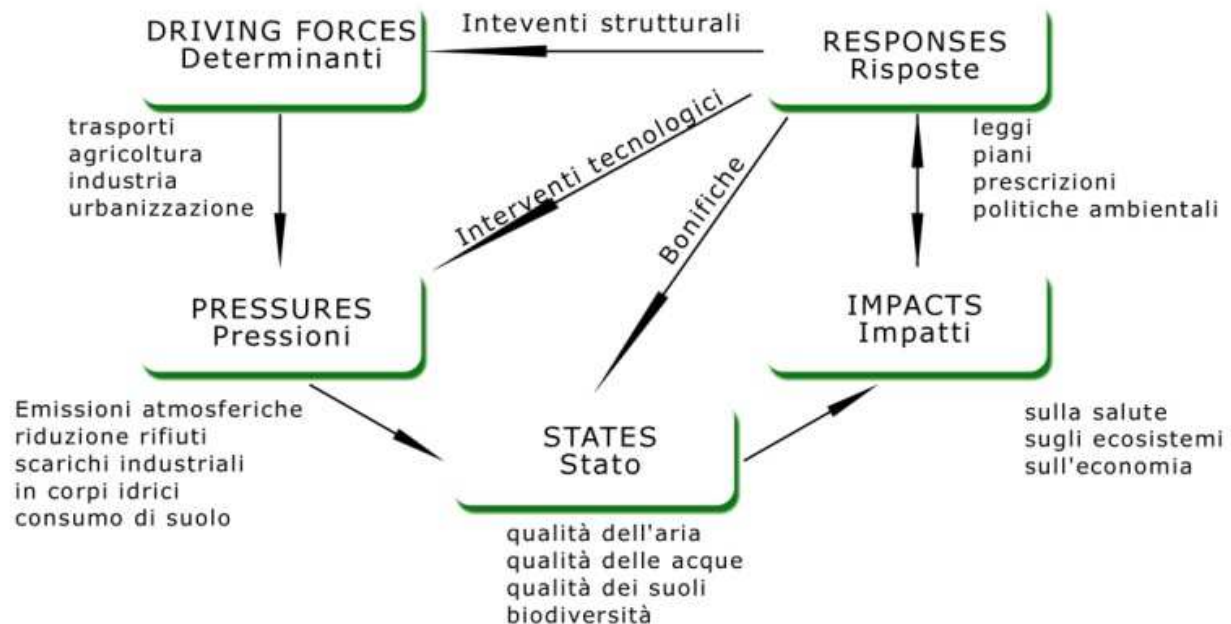 DRIVING FORCES
Determinanti
Inteventi strutturali
RESPONSES
Risposte
trasporti
agricoltura
industria
urbanizzazione
Interventi tecnologici
Bonifiche
leggi
piani
prescrizioni
politiche ambientali
PRESSURES
Pressioni
IMPACTS
Impatti
Emissioni atmosferiche
riduzione rifiuti
scarichi industriali
in corpi idrici
consumo di suolo
STATES
Stato
sulla salute
sugli ecosistemi
sull'economia
qualità dell'aria
qualità delle acque
qualità dei suoli
biodiversità